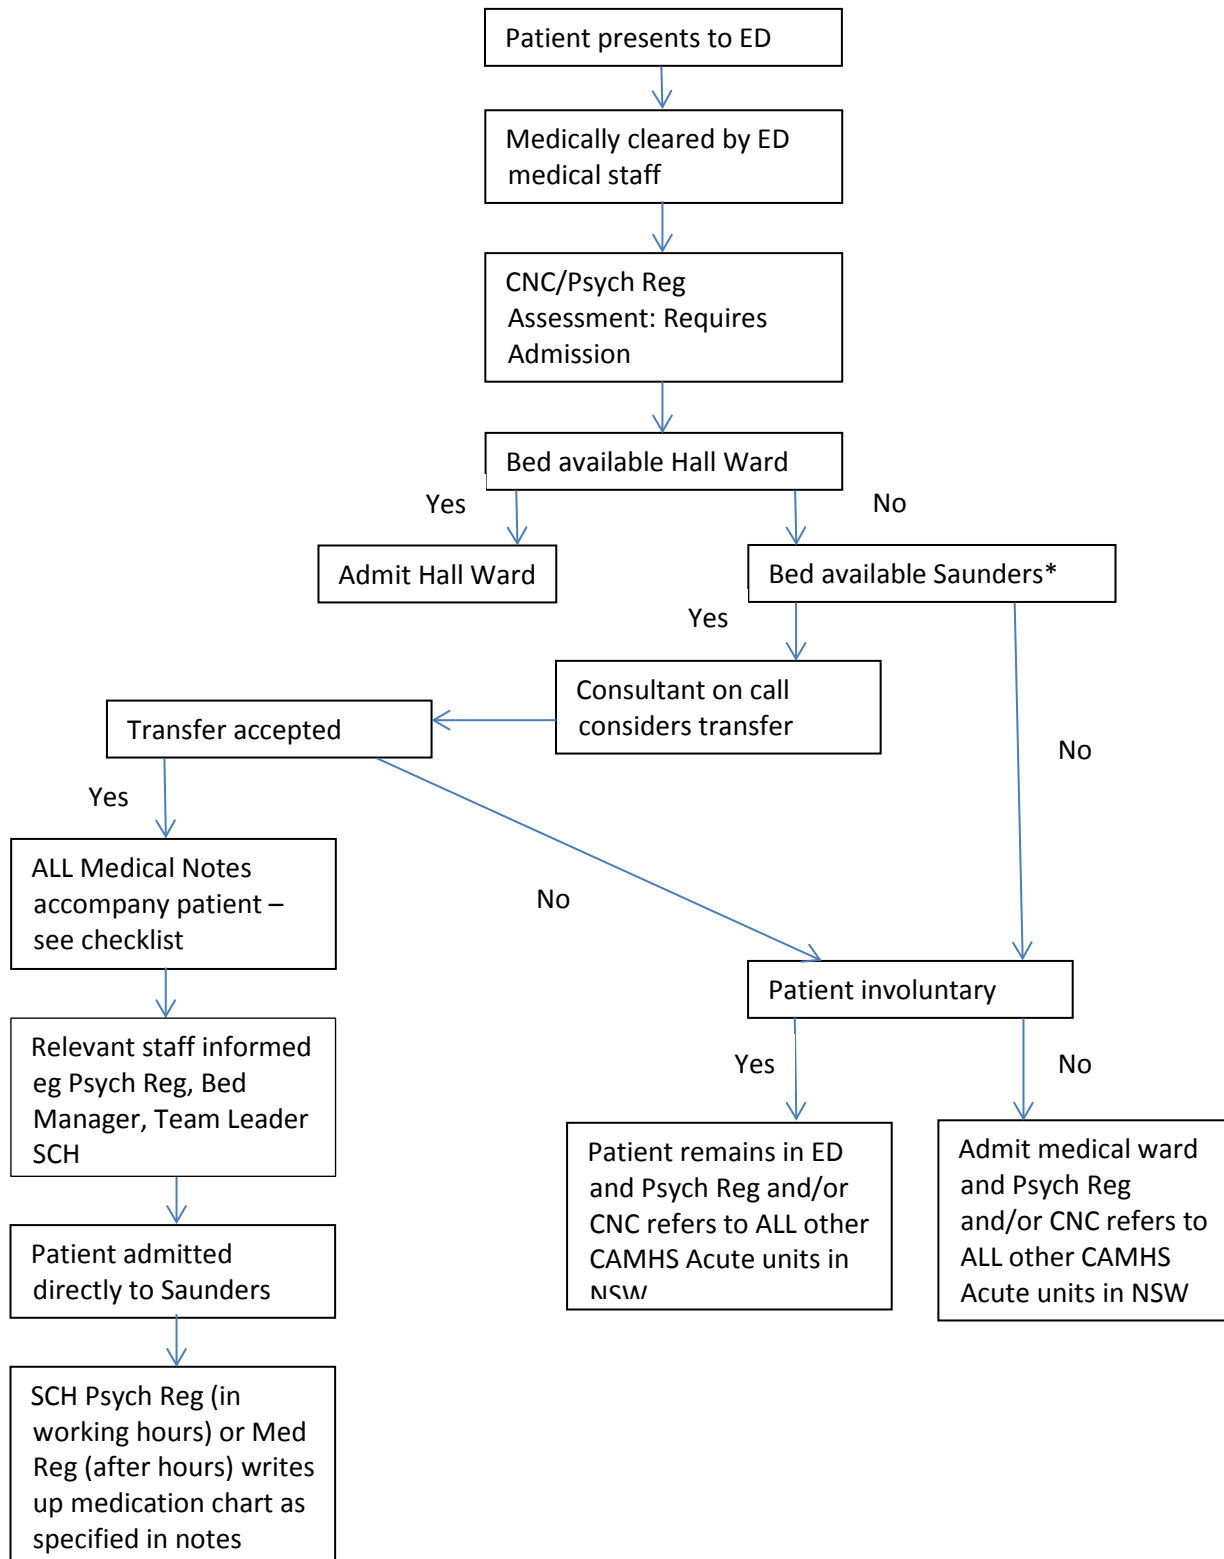 Patient presents to ED
Medically cleared by ED
medical staff
CNC/Psych Reg
Assessment: Requires
Admission
Bed available Hall Ward
Yes
No
Admit Hall Ward
Bed available Saunders*
Yes
Consultant on call
considers transfer
Transfer accepted
No
Yes
ALL Medical Notes
accompany patient –
see checklist
No
Patient involuntary
Relevant staff informed
eg Psych Reg, Bed
Manager, Team Leader
SCH
Yes
No
Patient remains in ED
and Psych Reg and/or
CNC refers to ALL other
CAMHS Acute units in
NSW
Admit medical ward
and Psych Reg
and/or CNC refers to
ALL other CAMHS
Acute units in NSW
Patient admitted
directly to Saunders
SCH Psych Reg (in
working hours) or Med
Reg (after hours) writes
up medication chart as
specified in notes